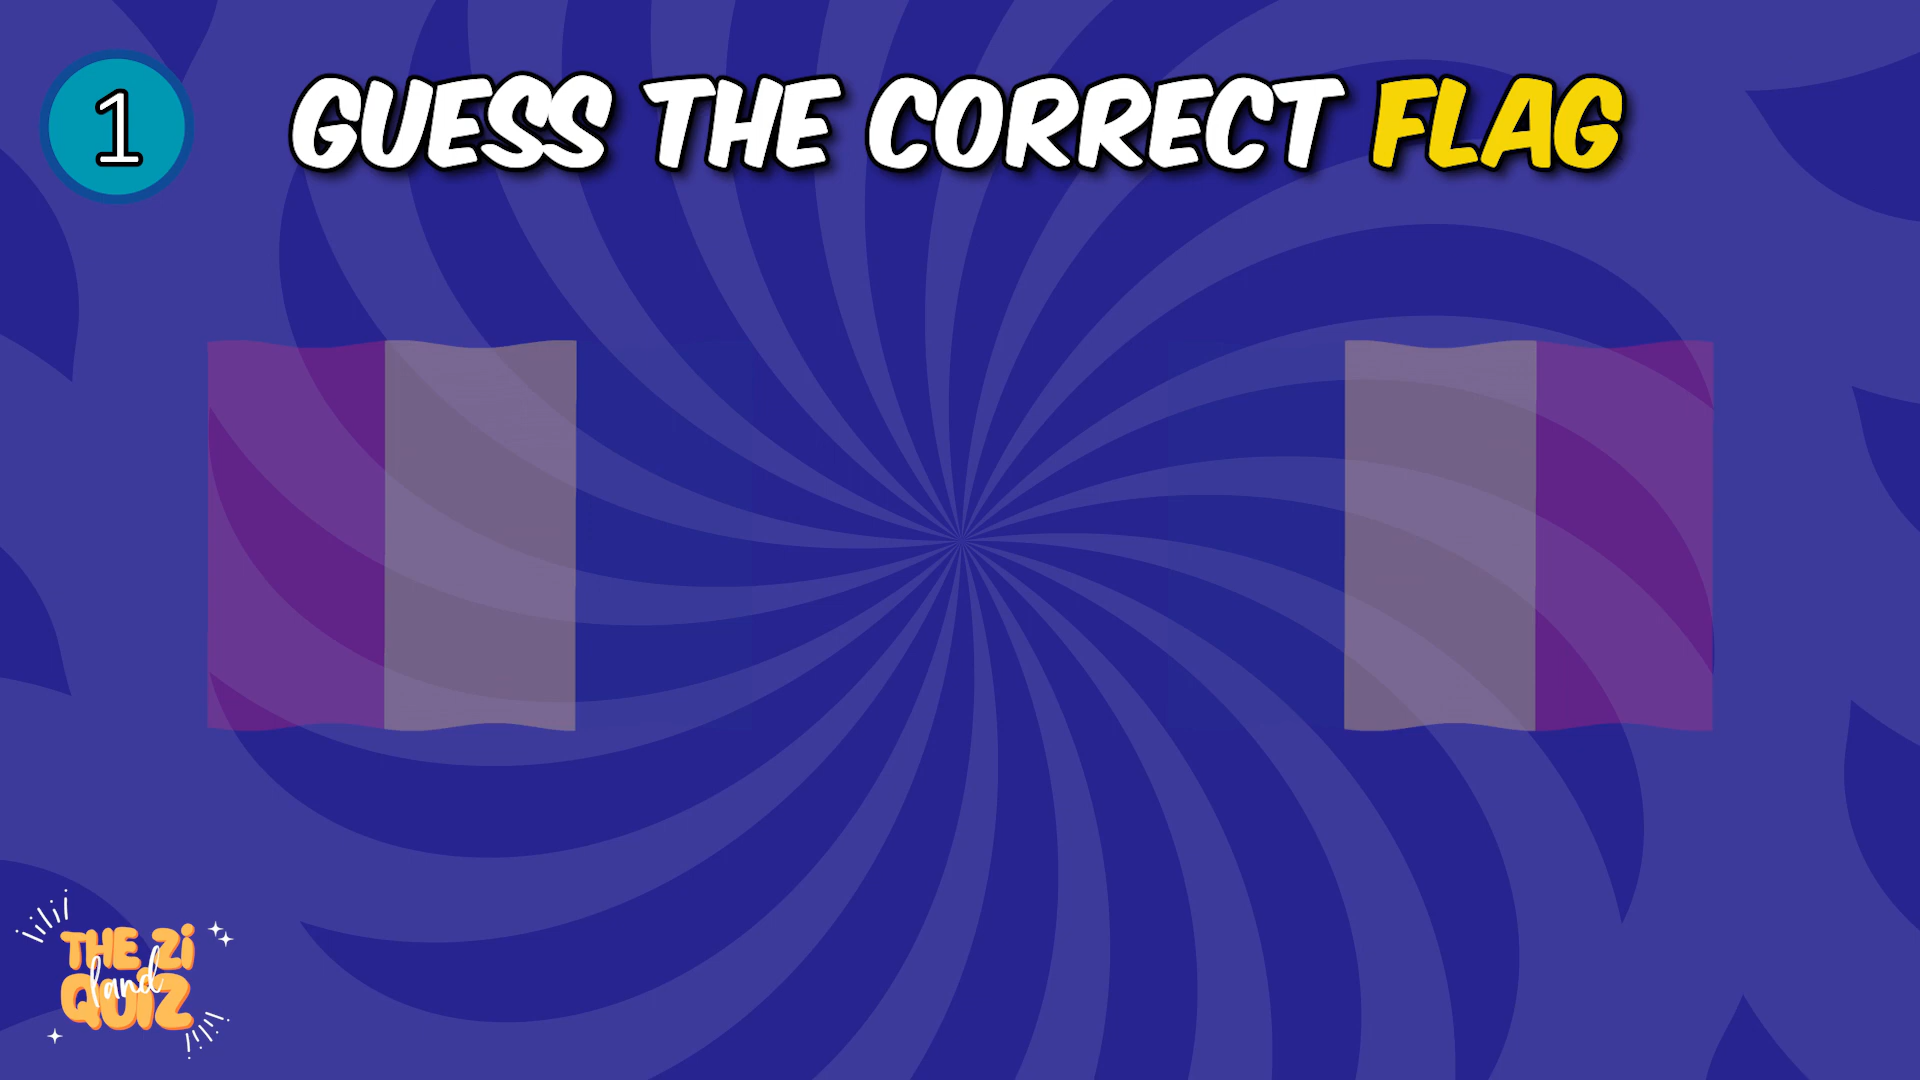 1
GUESS THE CORRECT FLAG
THE Zi
land
QUiZ